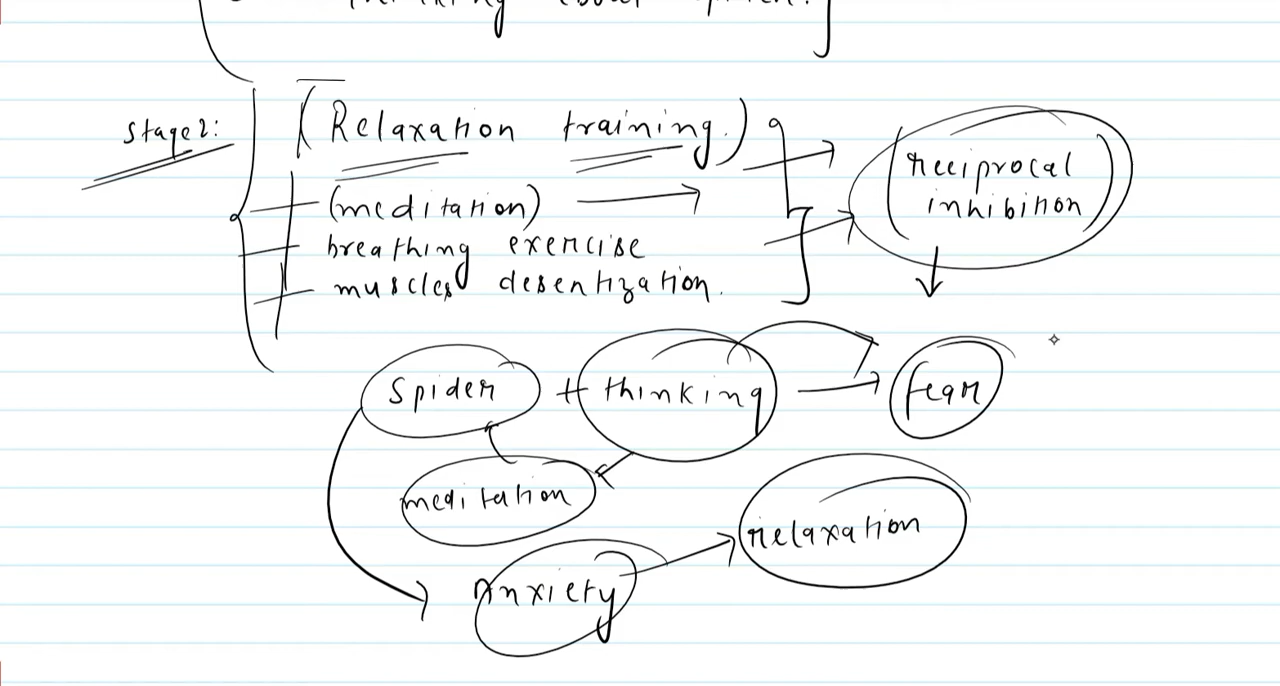 Stage 2:
(Relaxation training.)
(meditation)
breathing exercise
muscles desentization.
reciprocal
inhibition
Spider + thinking → fear
meditation
relaxation
Anxiety